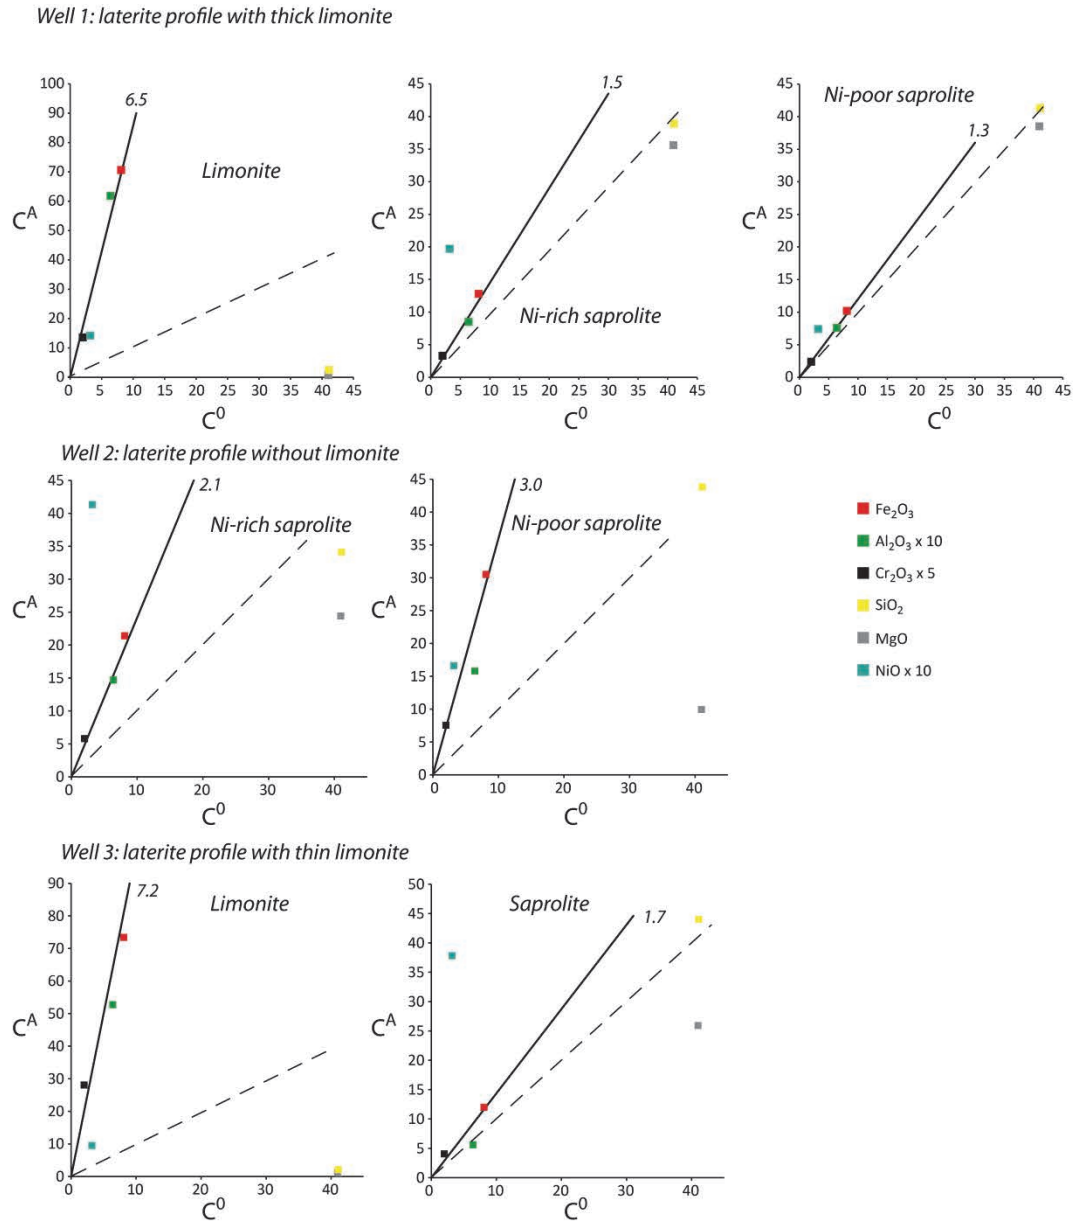 Well 1: laterite profile with thick limonite
100
90
80
70
60
50
40
30
20
10
0
6.5
Limonite
C^A
0 5 10 15 20 25 30 35 40 45
C^0
45
40
35
30
25
20
15
10
5
0
1.5
Ni-rich saprolite
C^A
0 5 10 15 20 25 30 35 40 45
C^0
45
40
35
30
25
20
15
10
5
0
Ni-poor saprolite
1.3
C^A
0 5 10 15 20 25 30 35 40 45
C^0
Well 2: laterite profile without limonite
45
40
35
30
25
20
15
10
5
0
2.1
Ni-rich saprolite
C^A
0 10 20 30 40
C^0
45
40
35
30
25
20
15
10
5
0
3.0
Ni-poor saprolite
C^A
0 10 20 30 40
C^0
Fe₂O₃
Al₂O₃ x 10
Cr₂O₃ x 5
SiO₂
MgO
NiO x 10
Well 3: laterite profile with thin limonite
90
80
70
60
50
40
30
20
10
0
7.2
Limonite
C^A
0 10 20 30 40
C^0
50
45
40
35
30
25
20
15
10
5
0
Saprolite
1.7
C^A
0 10 20 30 40
C^0